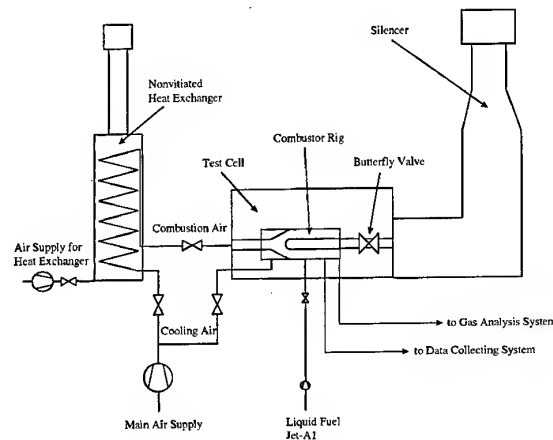 Silencer
Nonvitiated
Heat Exchanger
Combustor Rig
Test Cell
Butterfly Valve
Combustion Air
Air Supply for
Heat Exchanger
to Gas Analysis System
Cooling Air
to Data Collecting System
Main Air Supply
Liquid Fuel
Jet-A1